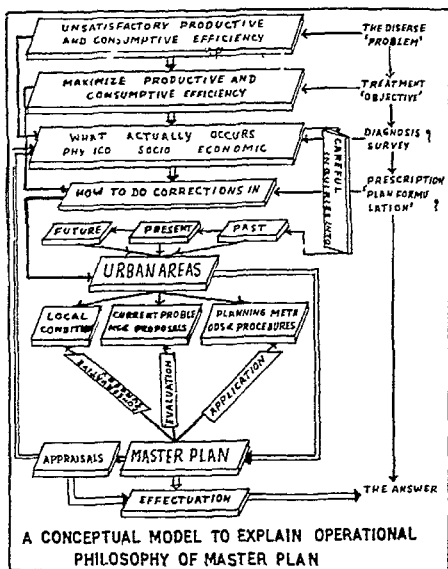 UNSATISFACTORY PRODUCTIVE
AND CONSUMPTIVE EFFICIENCY
THE DISEASE
'PROBLEM'
MAXIMIZE PRODUCTIVE AND
CONSUMPTIVE EFFICIENCY
TREATMENT
'OBJECTIVE'
WHAT ACTUALLY OCCURS
PHYICO SOCIO ECONOMIC
DIAGNOSIS
SURVEY
CAREFUL
INQUIRIES INTO
HOW TO DO CORRECTIONS IN
PRESCRIPTION
'PLAN FORMU
LATION' ?
FUTURE
PRESENT
PAST
URBAN AREAS
LOCAL
CONDITION
CURRENT PROBLE
MS & PROPOSALS
PLANNING METH
ODS & PROCEDURES
EVALUATION
APPLICATION
APPRAISALS
MASTER PLAN
EFFECTUATION
THE ANSWER
A CONCEPTUAL MODEL TO EXPLAIN OPERATIONAL
PHILOSOPHY OF MASTER PLAN